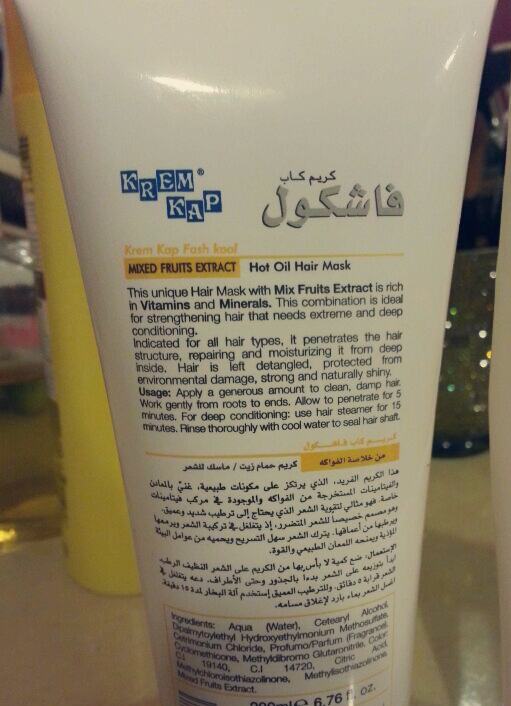 KREM KAP®
كريم كاب
فاشكول
Krem Kap Fash kool
MIXED FRUITS EXTRACT Hot Oil Hair Mask
This unique Hair Mask with Mix Fruits Extract is rich
in Vitamins and Minerals. This combination is ideal
for strengthening hair that needs extreme and deep
conditioning.
Indicated for all hair types, it penetrates the hair
structure, repairing and moisturizing it from deep
inside. Hair is left detangled, protected from
environmental damage, strong and naturally shiny.
Usage: Apply a generous amount to clean, damp hair.
Work gently from roots to ends. Allow to penetrate for 5
minutes. For deep conditioning: use hair steamer for 15
minutes. Rinse thoroughly with cool water to seal hair shaft.
كريم كاب فاشكول
من خلاصة الفواكه كريم حمام زيت / ماسك للشعر
هذا الكريم الفريد، الذي يرتكز على مكونات طبيعية، غنيّ بالمعادن
والفيتامينات المستخرجة من الفواكه والموجودة في مركب فيتامينات
خاصة. فهو مثالي لتقوية الشعر الذي يحتاج إلى ترطيب شديد وعميق.
وهو مصمم خصيصاً للشعر المتضرر، إذ يتغلغل في تركيبة الشعر ويرممها
ويرطبها من أعماقها. يترك الشعر سهل التسريح ويحميه من عوامل البيئة
المؤذية ويمنحه اللمعان الطبيعي والقوة.
الإستعمال: ضع كمية لا بأس بها من الكريم على الشعر النظيف الرطب.
ابدأ بتوزيعه على الشعر بدءا بالجذور وحتى الأطراف. دعه يتغلغل في
الشعر قرابة ٥ دقائق. وللترطيب العميق إستخدم آلة البخار لمدة ١٥ دقيقة.
اغسل الشعر بماء بارد لإغلاق مسامه.
Ingredients: Aqua (Water), Cetearyl Alcohol,
Dipalmytoylethyl Hydroxyethylmonium Methosulfate,
Cetrimonium Chloride, Profumo/Parfum (Fragrance),
Cyclomethicone, Methyldibromo Glutaronitrile, Color:
C.I 19140, C.I 14720, Citric Acid,
Methylchloroisothiazolinone, Methylisothiazolinone,
Mixed Fruits Extract.
200ml e 6.76 fl. oz.